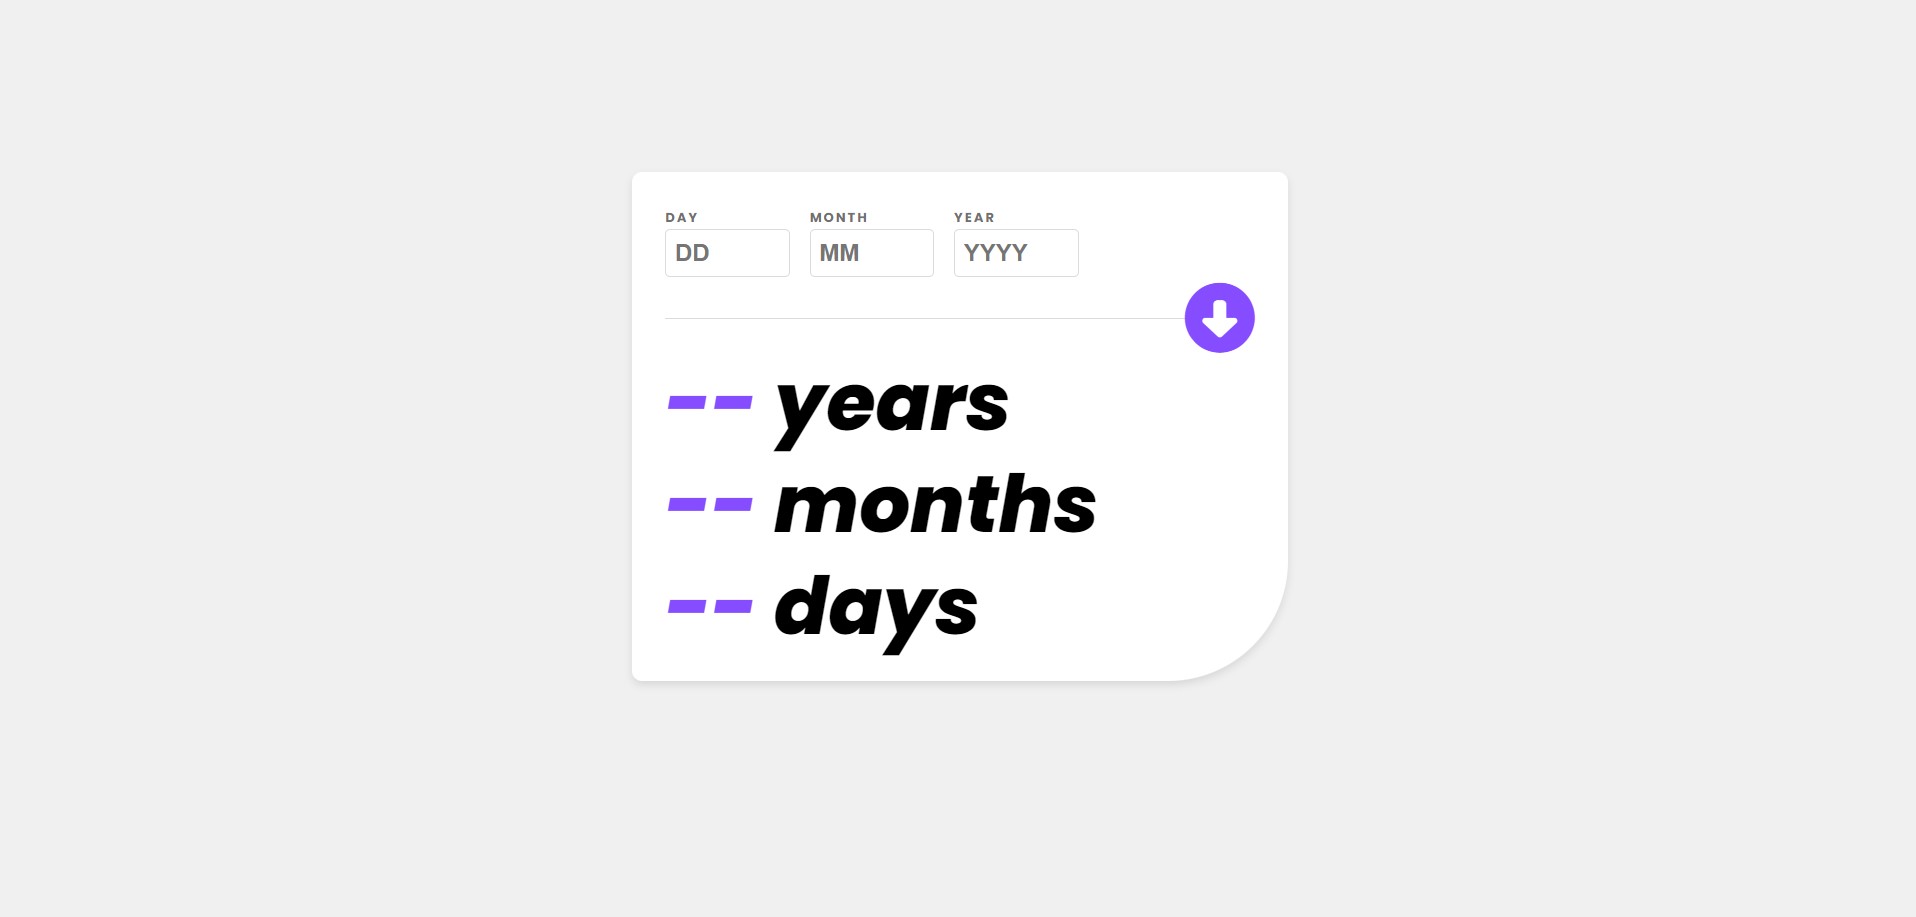 DAY MONTH YEAR
DD MM YYYY
-- years
-- months
-- days